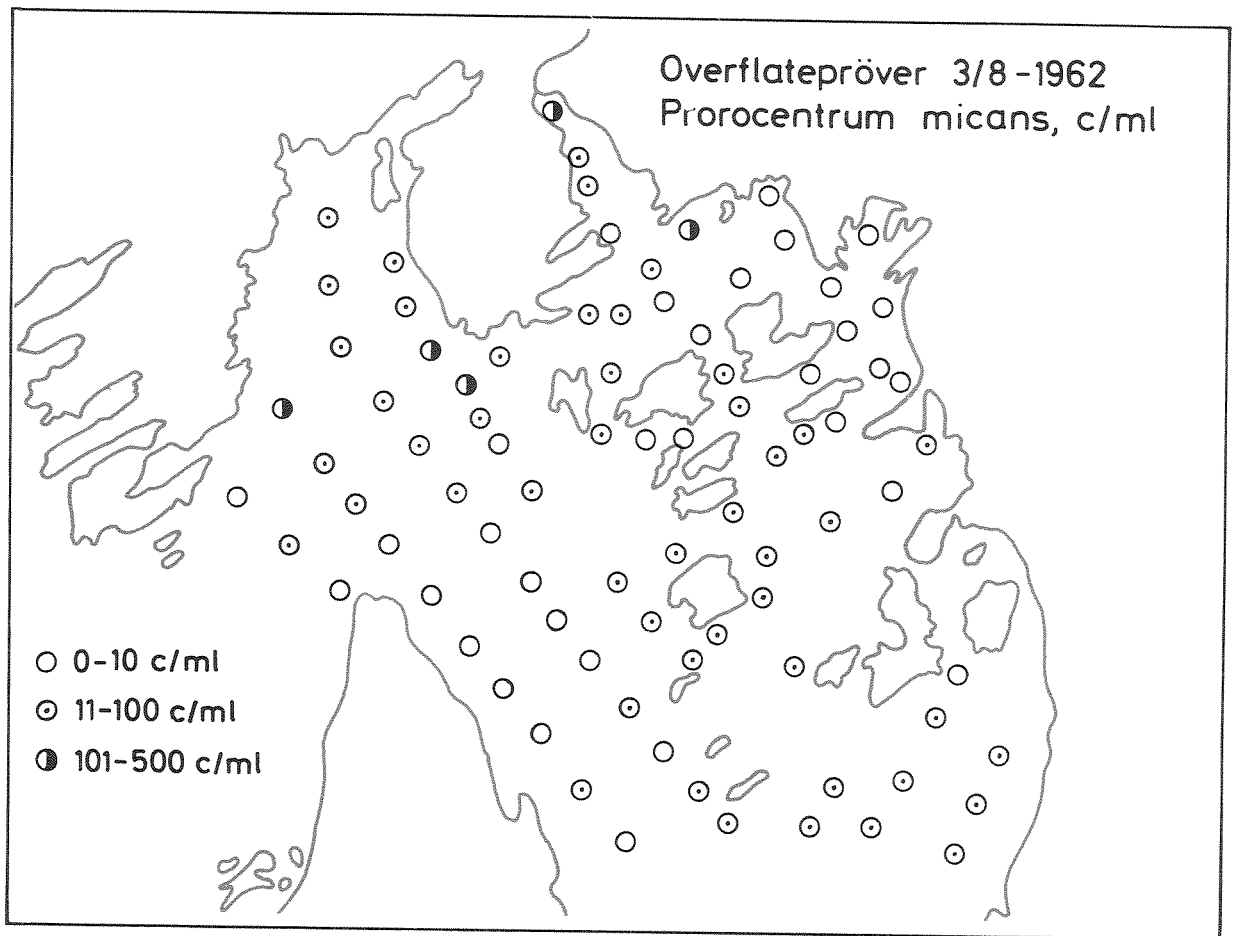 Overflatepröver 3/8-1962
Prorocentrum micans, c/ml
0-10 c/ml
11-100 c/ml
101-500 c/ml